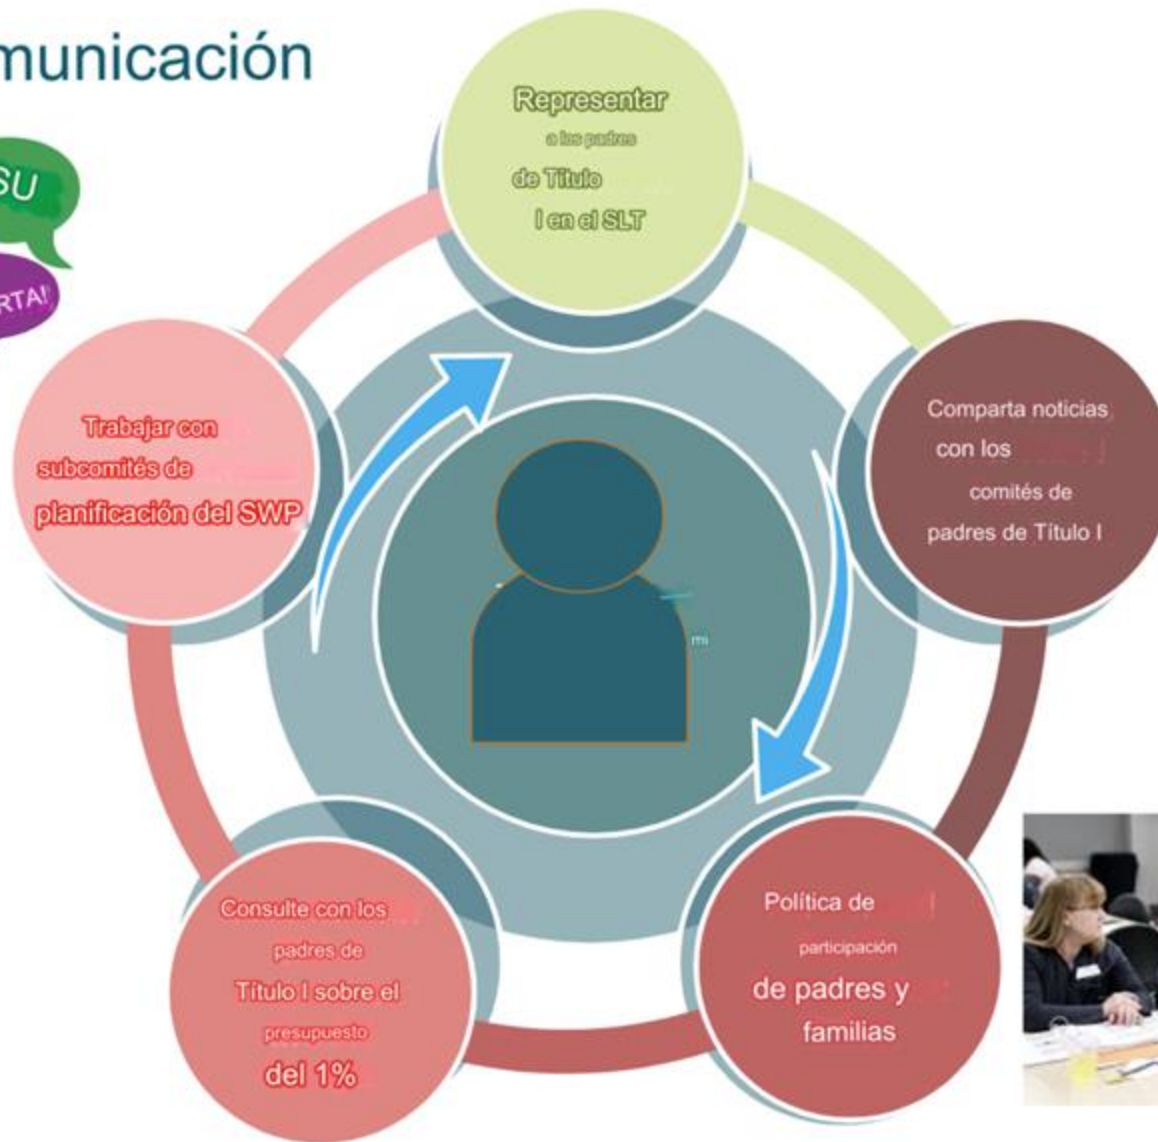 municación
SU
RTA!
Representar
a los padres
de Título
I en el SLT
Comparta noticias
con los
comités de
padres de Título I
Política de
participación
de padres y
familias
Consulte con los
padres de
Título I sobre el
presupuesto
del 1%
Trabajar con
subcomités de
planificación del SWP
mi